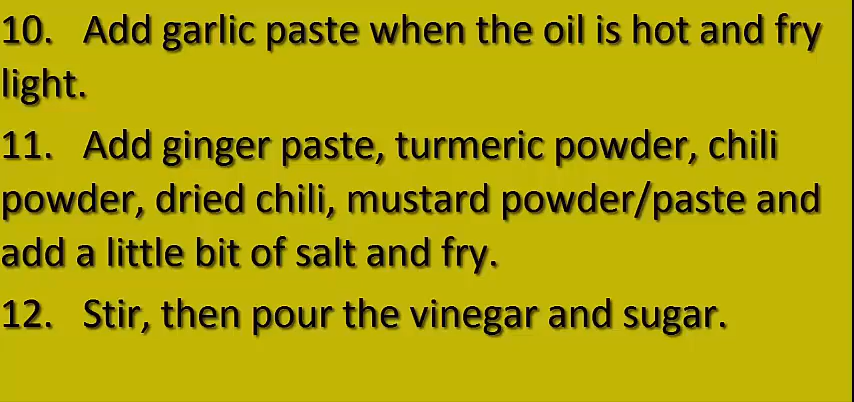 10. Add garlic paste when the oil is hot and fry
light.
11. Add ginger paste, turmeric powder, chili
powder, dried chili, mustard powder/paste and
add a little bit of salt and fry.
12. Stir, then pour the vinegar and sugar.